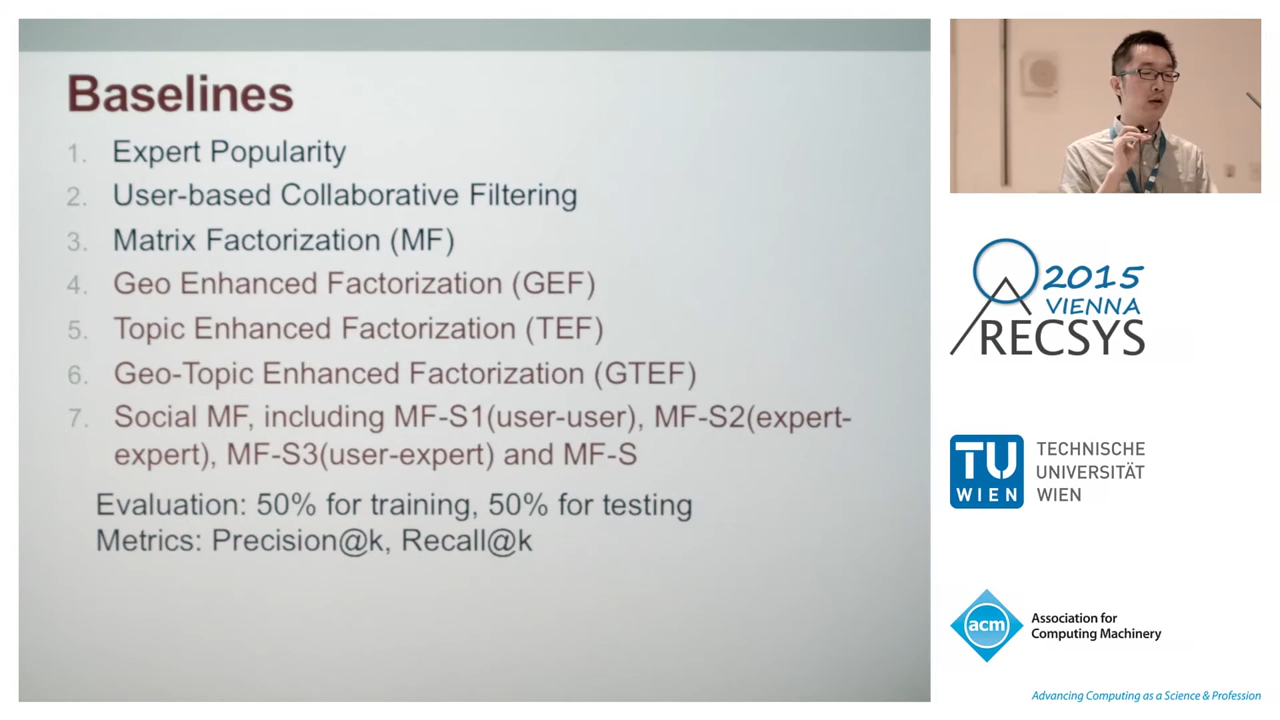 Baselines
1. Expert Popularity
2. User-based Collaborative Filtering
3. Matrix Factorization (MF)
4. Geo Enhanced Factorization (GEF)
5. Topic Enhanced Factorization (TEF)
6. Geo-Topic Enhanced Factorization (GTEF)
7. Social MF, including MF-S1(user-user), MF-S2(expert-
expert), MF-S3(user-expert) and MF-S
Evaluation: 50% for training, 50% for testing
Metrics: Precision@k, Recall@k
2015
VIENNA
RECSYS
TU
WIEN
TECHNISCHE
UNIVERSITÄT
WIEN
acm
Association for
Computing Machinery
Advancing Computing as a Science & Profession